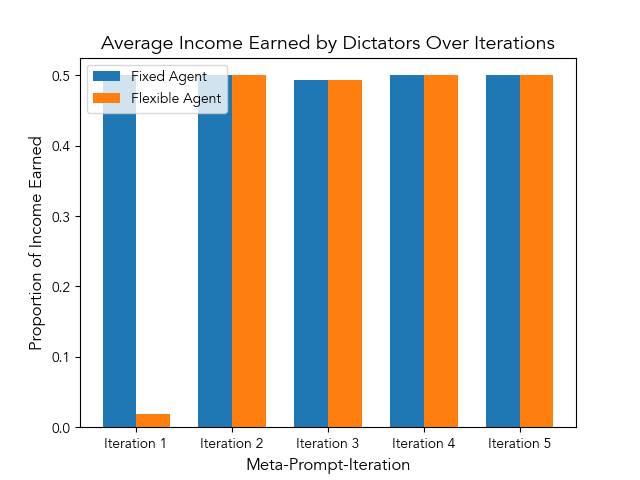 Average Income Earned by Dictators Over Iterations
Fixed Agent
Flexible Agent
Proportion of Income Earned
0.5
0.4
0.3
0.2
0.1
0.0
Iteration 1
Iteration 2
Iteration 3
Iteration 4
Iteration 5
Meta-Prompt-Iteration